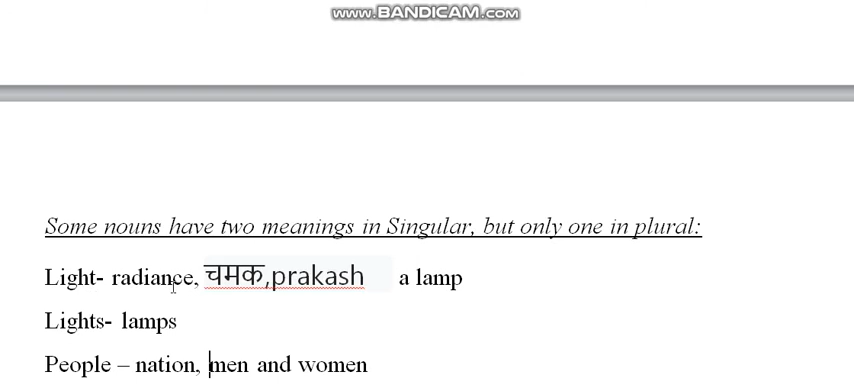 www.BANDICAM.com
Some nouns have two meanings in Singular, but only one in plural:
Light- radiance, चमक,prakash a lamp
Lights- lamps
People – nation, men and women